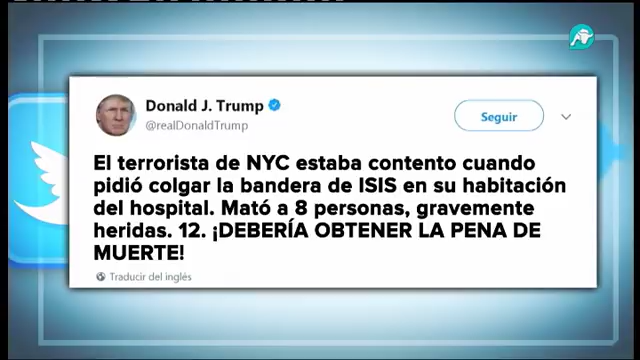 Donald J. Trump
@realDonaldTrump
Seguir
El terrorista de NYC estaba contento cuando
pidió colgar la bandera de ISIS en su habitación
del hospital. Mató a 8 personas, gravemente
heridas. 12. ¡DEBERÍA OBTENER LA PENA DE
MUERTE!
Traducir del inglés